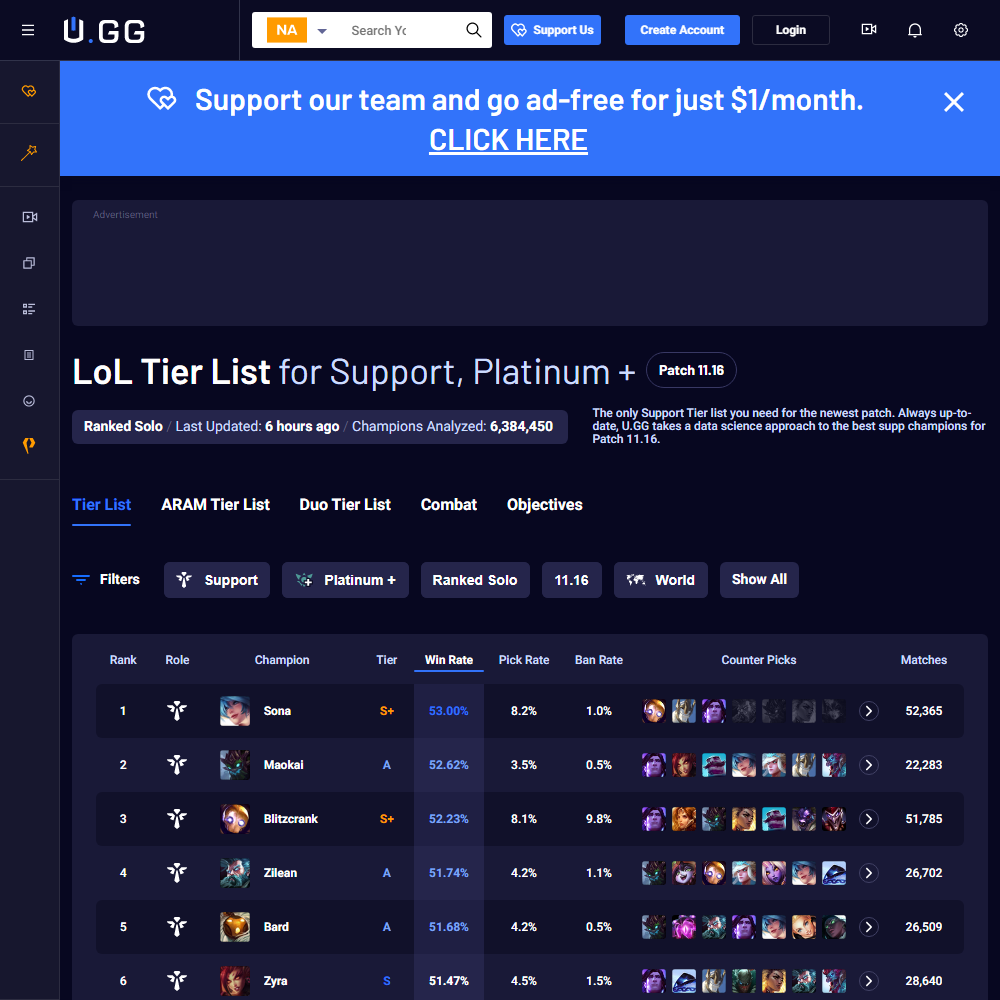 U.GG
NA
Search Yo
Support Us
Create Account
Login
Support our team and go ad-free for just $1/month.
CLICK HERE
Advertisement
LoL Tier List for Support, Platinum +
Patch 11.16
Ranked Solo / Last Updated: 6 hours ago / Champions Analyzed: 6,384,450
The only Support Tier list you need for the newest patch. Always up-to-
date, U.GG takes a data science approach to the best supp champions for
Patch 11.16.
Tier List ARAM Tier List Duo Tier List Combat Objectives
Filters Support Platinum + Ranked Solo 11.16 World Show All
Rank Role Champion Tier Win Rate Pick Rate Ban Rate Counter Picks Matches
1 Sona S+ 53.00% 8.2% 1.0% 52,365
2 Maokai A 52.62% 3.5% 0.5% 22,283
3 Blitzcrank S+ 52.23% 8.1% 9.8% 51,785
4 Zilean A 51.74% 4.2% 1.1% 26,702
5 Bard A 51.68% 4.2% 0.5% 26,509
6 Zyra S 51.47% 4.5% 1.5% 28,640